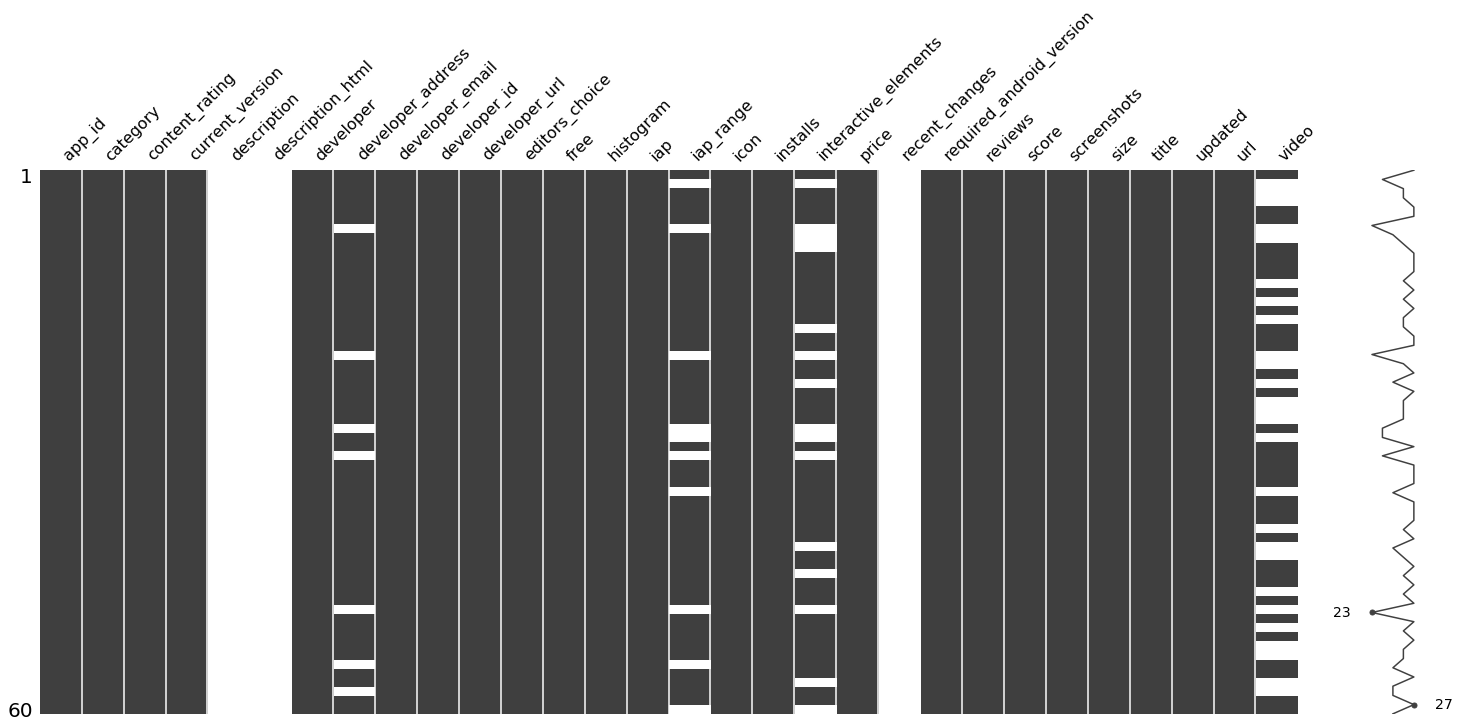 app_id
category
content_rating
current_version
description
description_html
developer
developer_address
developer_email
developer_id
developer_url
editors_choice
free
histogram
iap
iap_range
icon
installs
interactive_elements
price
recent_changes
required_android_version
reviews
score
screenshots
size
title
updated
url
video
1
23
27
60